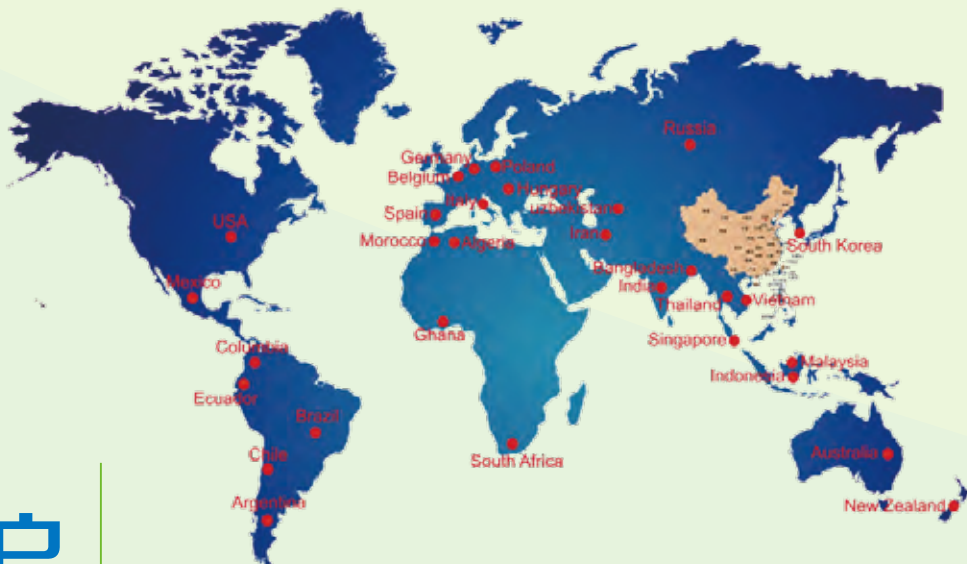 Russia
Germany
Poland
Belgium
Hungary
Italy
uzbekistan
Spain
USA
Morocco
Algeria
Iran
South Korea
Bangladesh
Mexico
India
Thailand
Vietnam
Ghana
Singapore
Columbia
Malaysia
Indonesia
Ecuador
Brazil
Chile
Australia
South Africa
Argentina
New Zealand